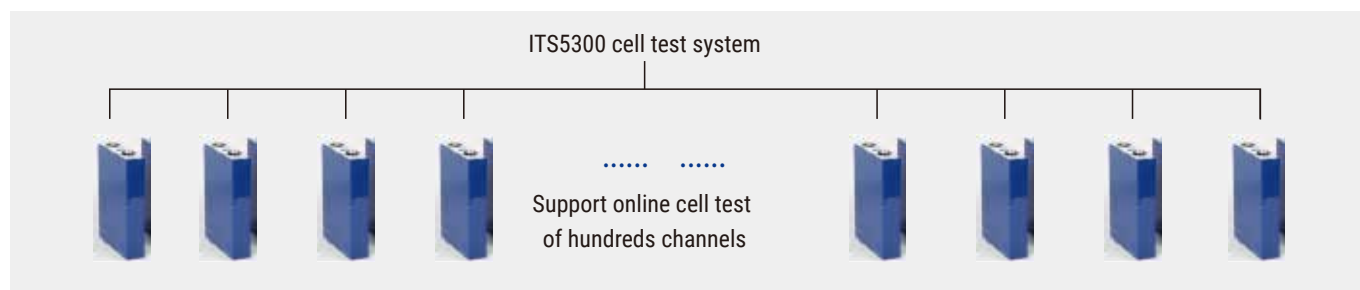 ITS5300 cell test system
...... ......
Support online cell test
of hundreds channels